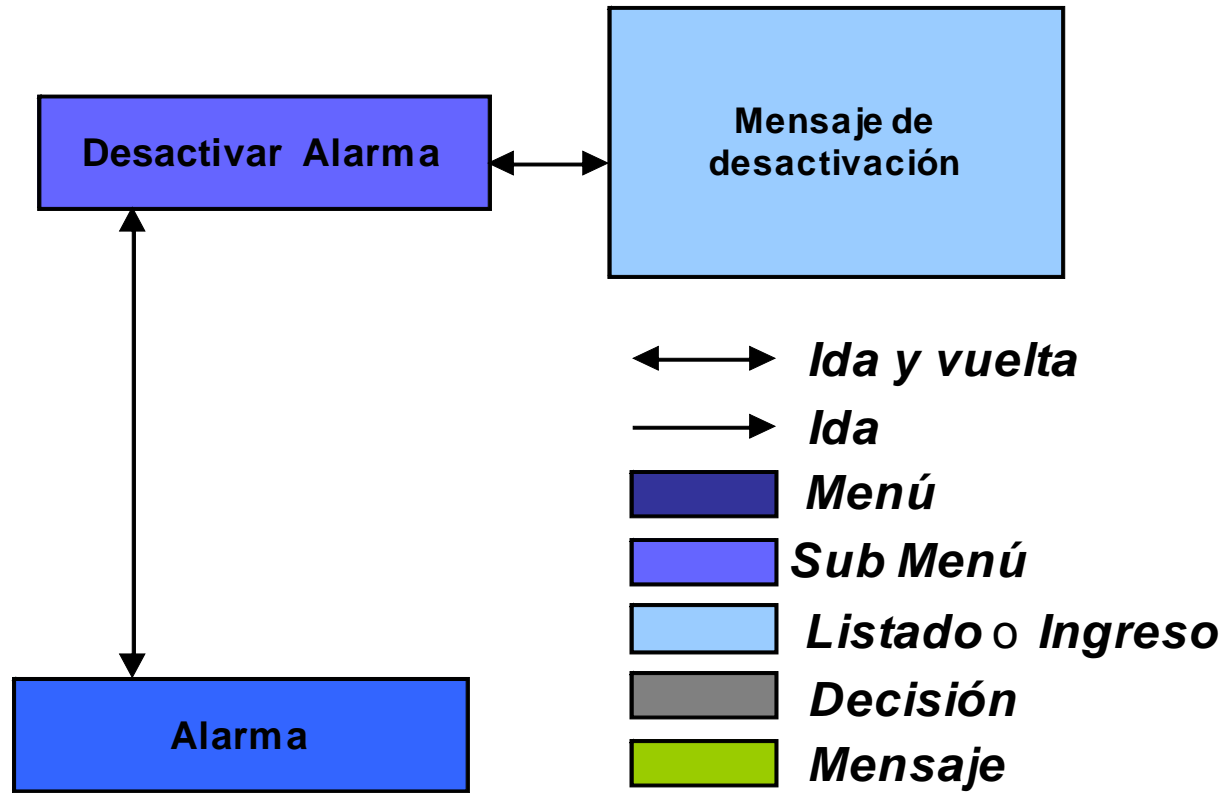 Desactivar Alarma
Mensaje de
desactivación
Ida y vuelta
Ida
Menú
Sub Menú
Listado o Ingreso
Decisión
Mensaje
Alarma